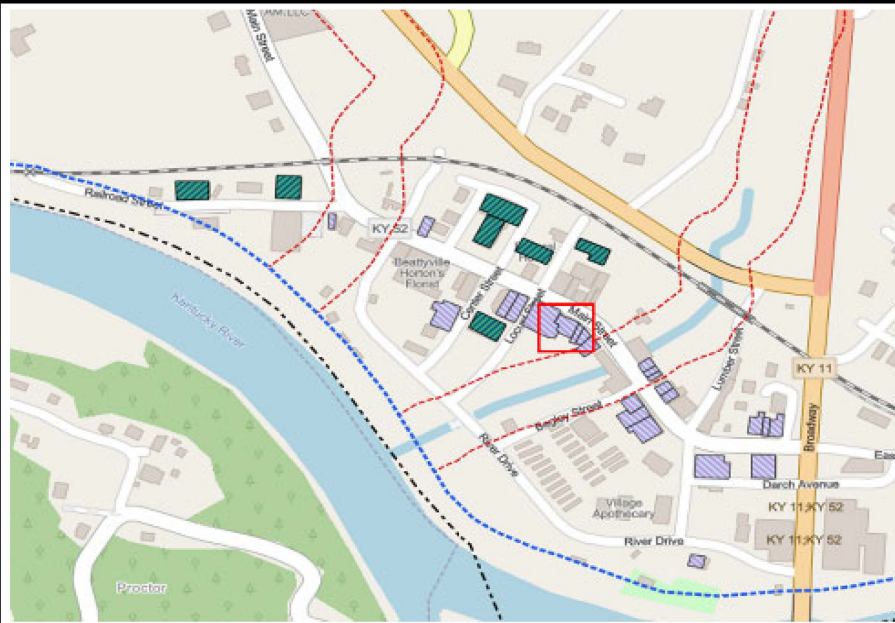 AM LLC
Main Street
Railroad Street
KY 52
Beattyville
Horton's
Florist
Center Street
Locust Street
Main Street
Kentucky River
Lumber Street
KY 11
Broadway
Begley Street
River Drive
Eas
Darch Avenue
Village
Apothecary
KY 11;KY 52
River Drive
KY 11;KY 52
Proctor